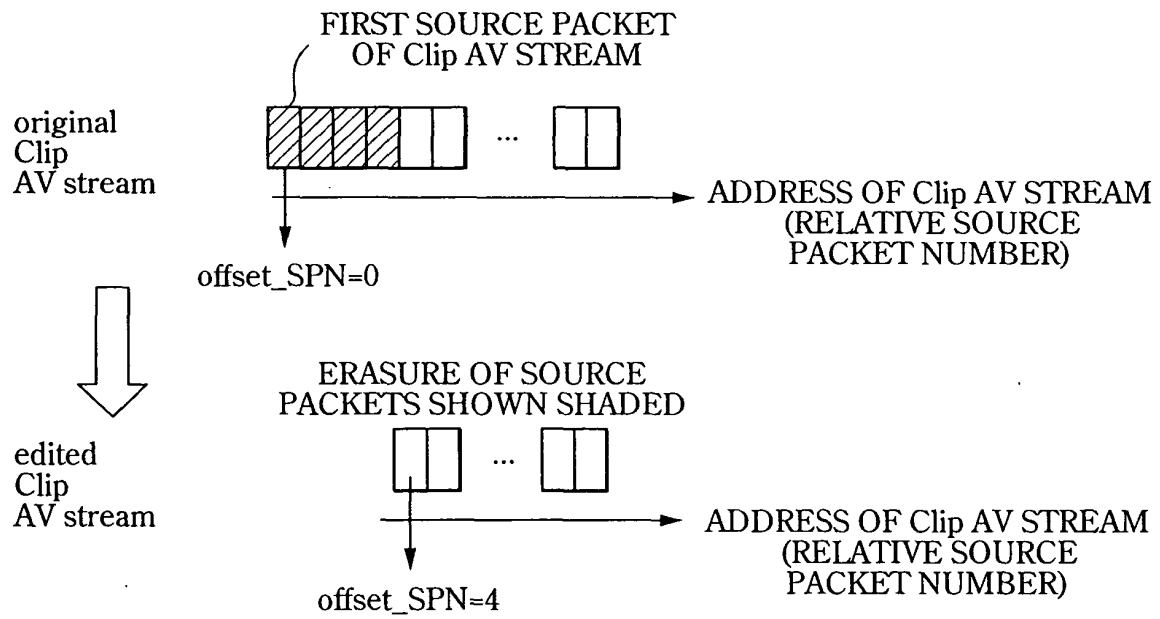 FIRST SOURCE PACKET
OF Clip AV STREAM
original
Clip
AV stream
...
ADDRESS OF Clip AV STREAM
(RELATIVE SOURCE
PACKET NUMBER)
offset_SPN=0
ERASURE OF SOURCE
PACKETS SHOWN SHADED
edited
Clip
AV stream
...
ADDRESS OF Clip AV STREAM
(RELATIVE SOURCE
PACKET NUMBER)
offset_SPN=4